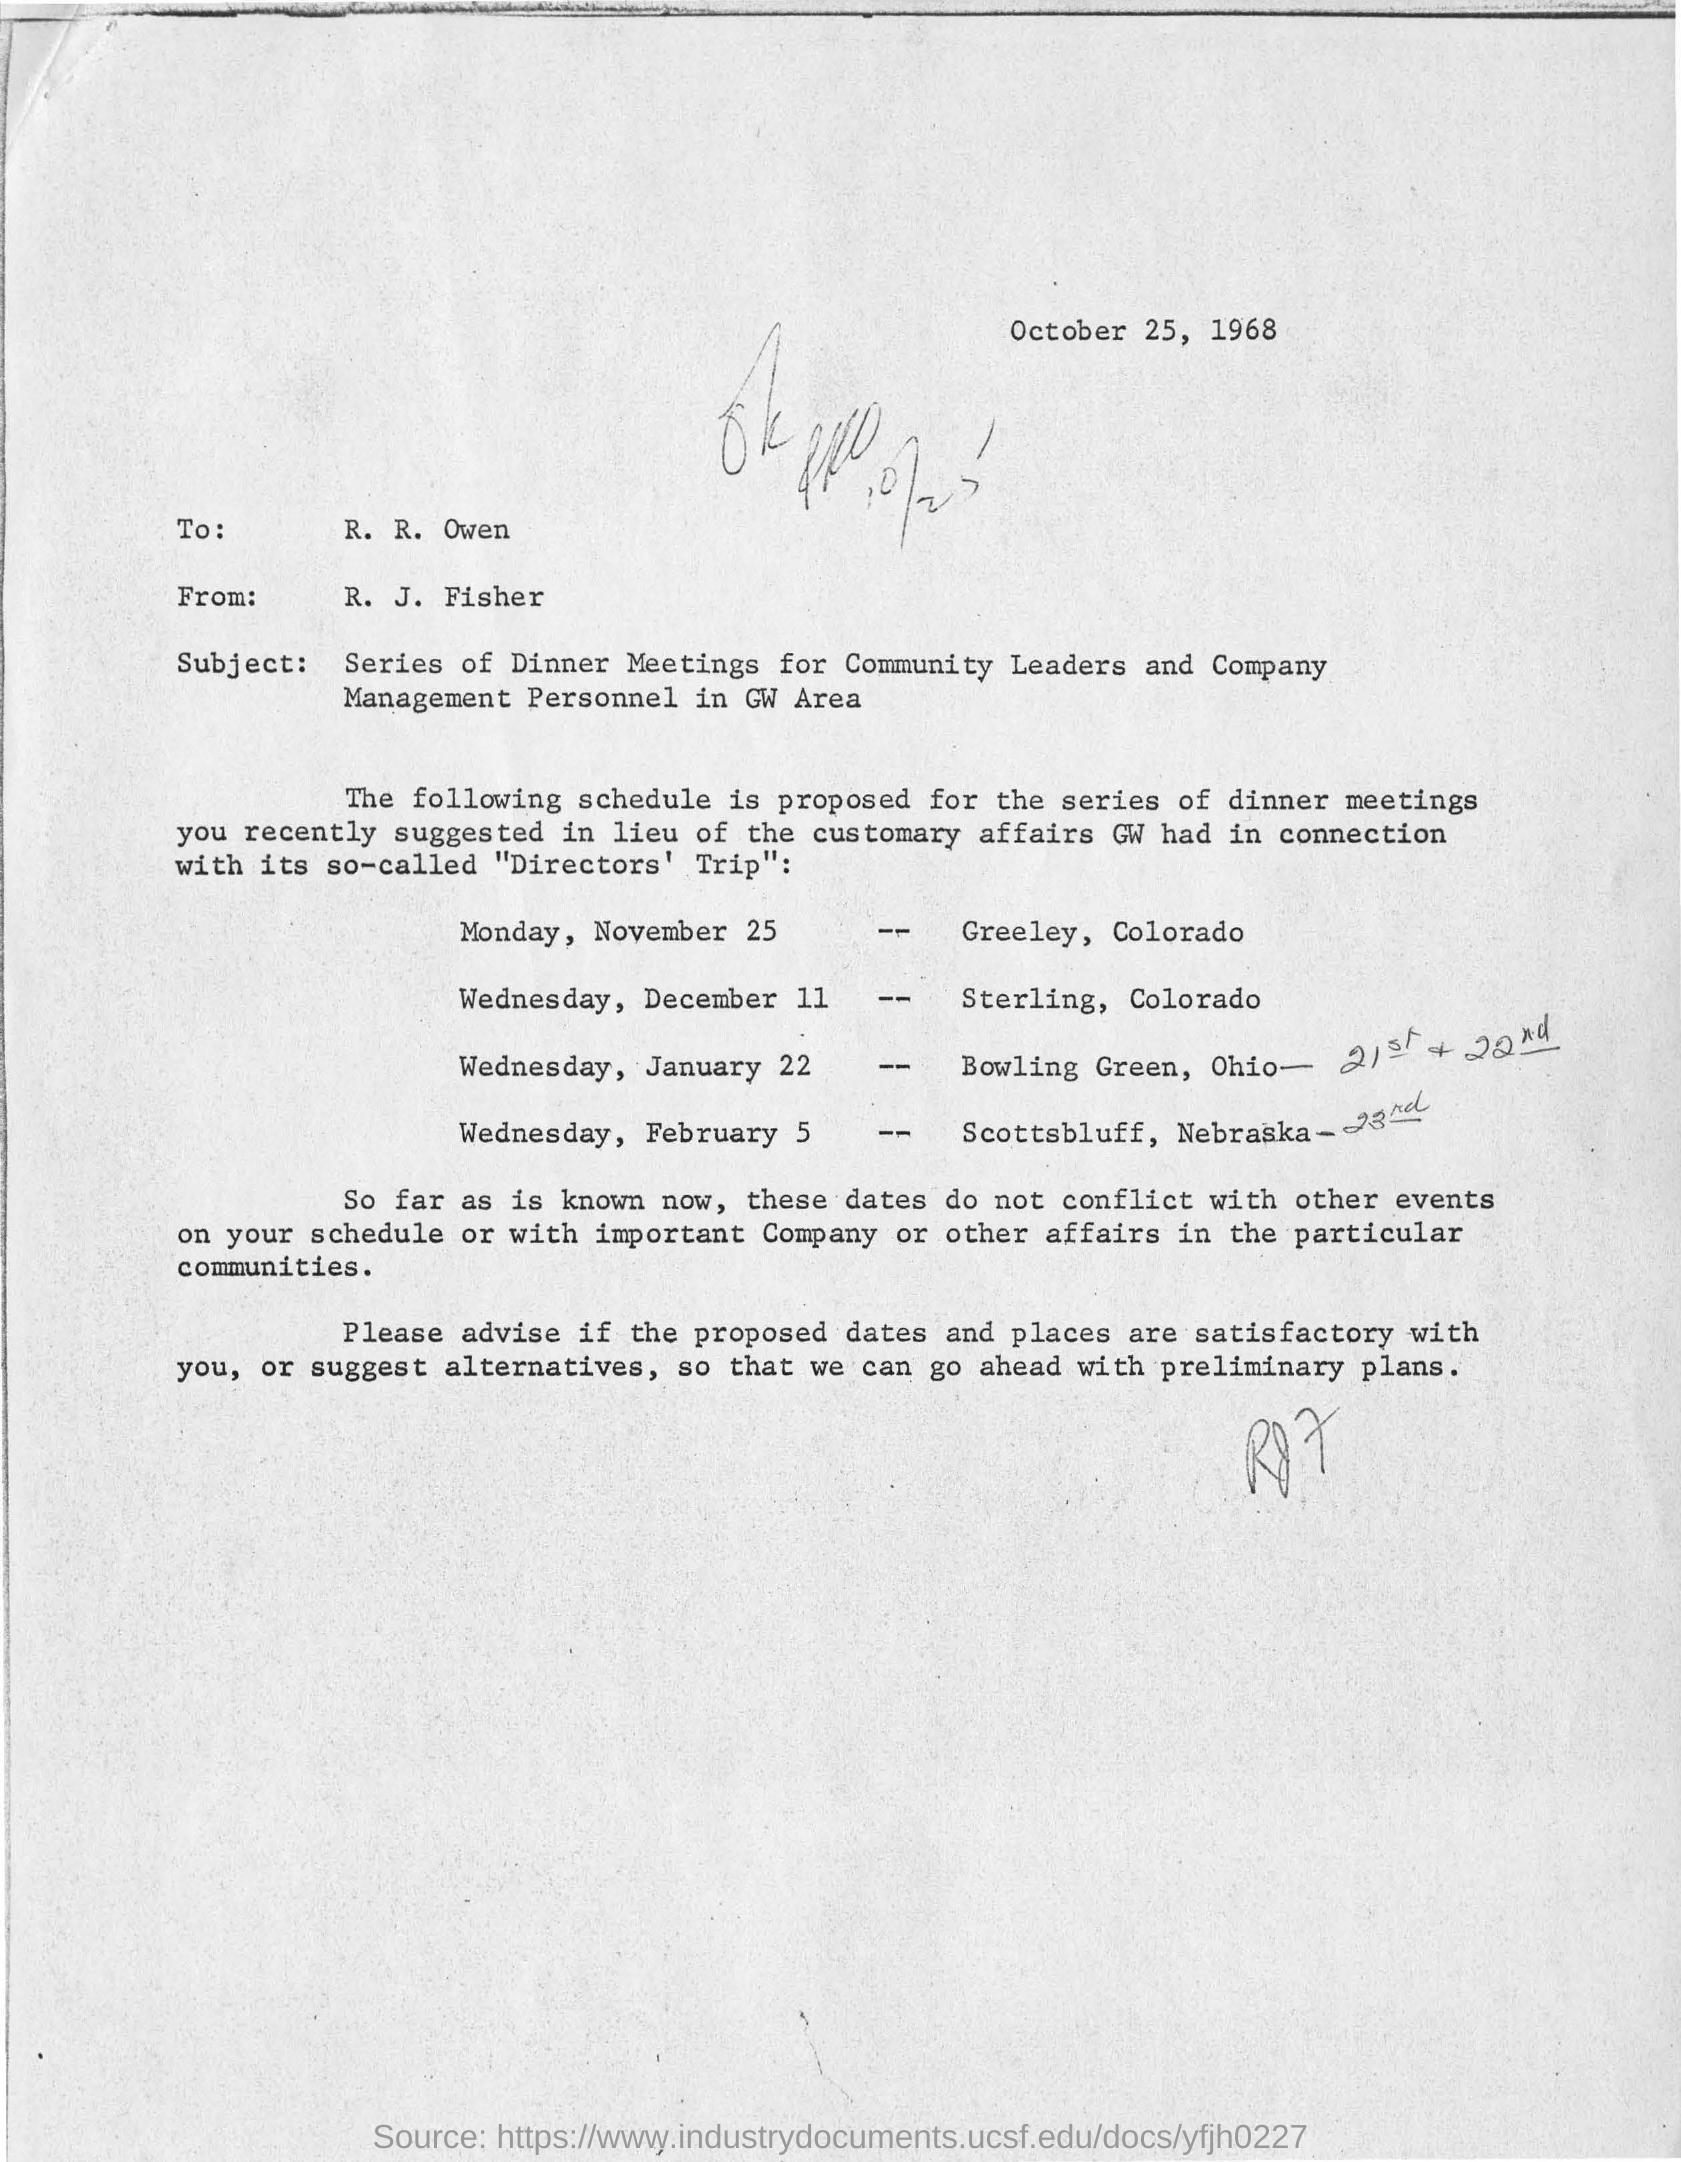 October 25, 1968
Ok RRO 10/25
To: R. R. Owen
From: R. J. Fisher
Subject: Series of Dinner Meetings for Community Leaders and Company
Management Personnel in GW Area
The following schedule is proposed for the series of dinner meetings
you recently suggested in lieu of the customary affairs GW had in connection
with its so-called "Directors' Trip":
Monday, November 25 -- Greeley, Colorado
Wednesday, December 11 -- Sterling, Colorado
Wednesday, January 22 -- Bowling Green, Ohio— 21st + 22nd
Wednesday, February 5 -- Scottsbluff, Nebraska- 23rd
So far as is known now, these dates do not conflict with other events
on your schedule or with important Company or other affairs in the particular
communities.
Please advise if the proposed dates and places are satisfactory with
you, or suggest alternatives, so that we can go ahead with preliminary plans.
RJF
Source: https://www.industrydocuments.ucsf.edu/docs/yfjh0227